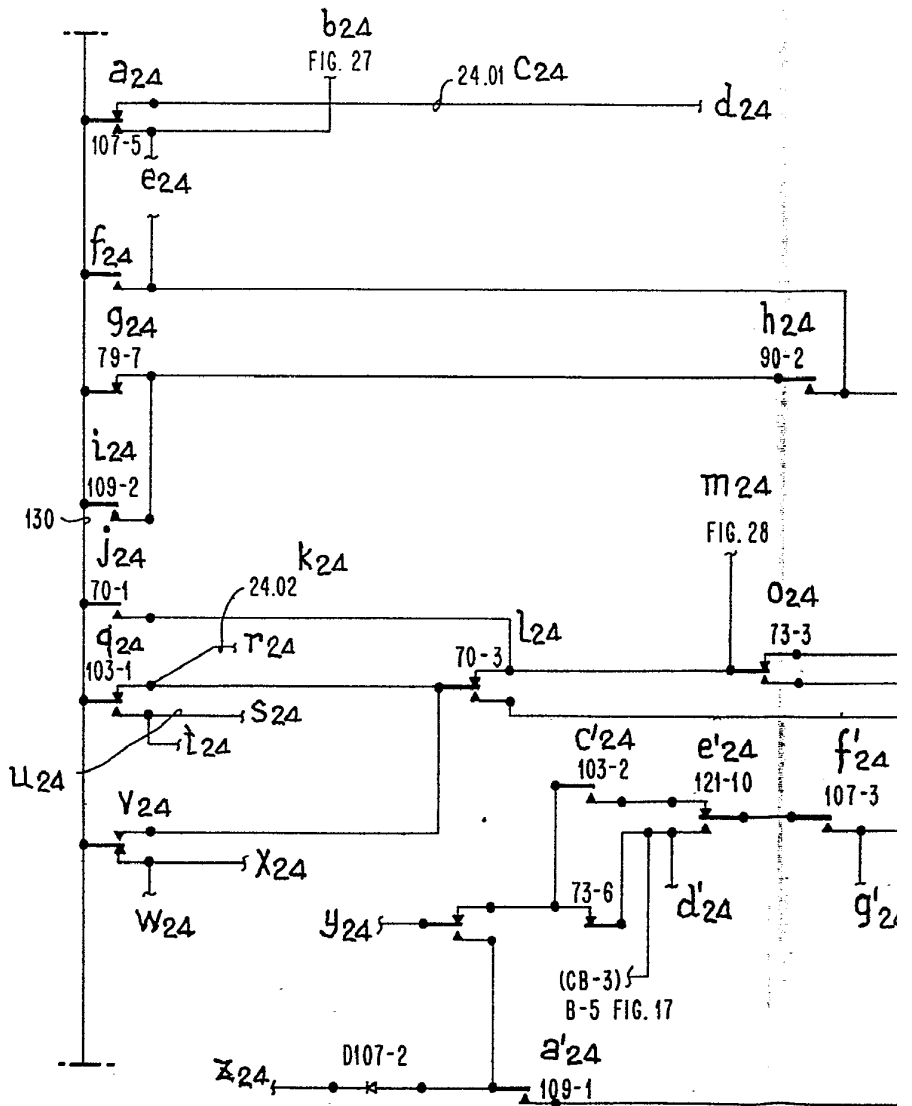 b24
FIG. 27
a24
24.01 C24
d24
107-5
e24
f24
g24
79-7
h24
90-2
i24
109-2
130
m24
FIG. 28
j24
70-1
k24
24.02
o24
73-3
l24
70-3
q24
103-1
r24
s24
t24
u24
c'24
103-2
e'24
121-10
f'24
107-3
v24
x24
w24
73-6
d'24
g'24
y24
(CB-3)
B-5 FIG. 17
D107-2
a'24
z24
109-1